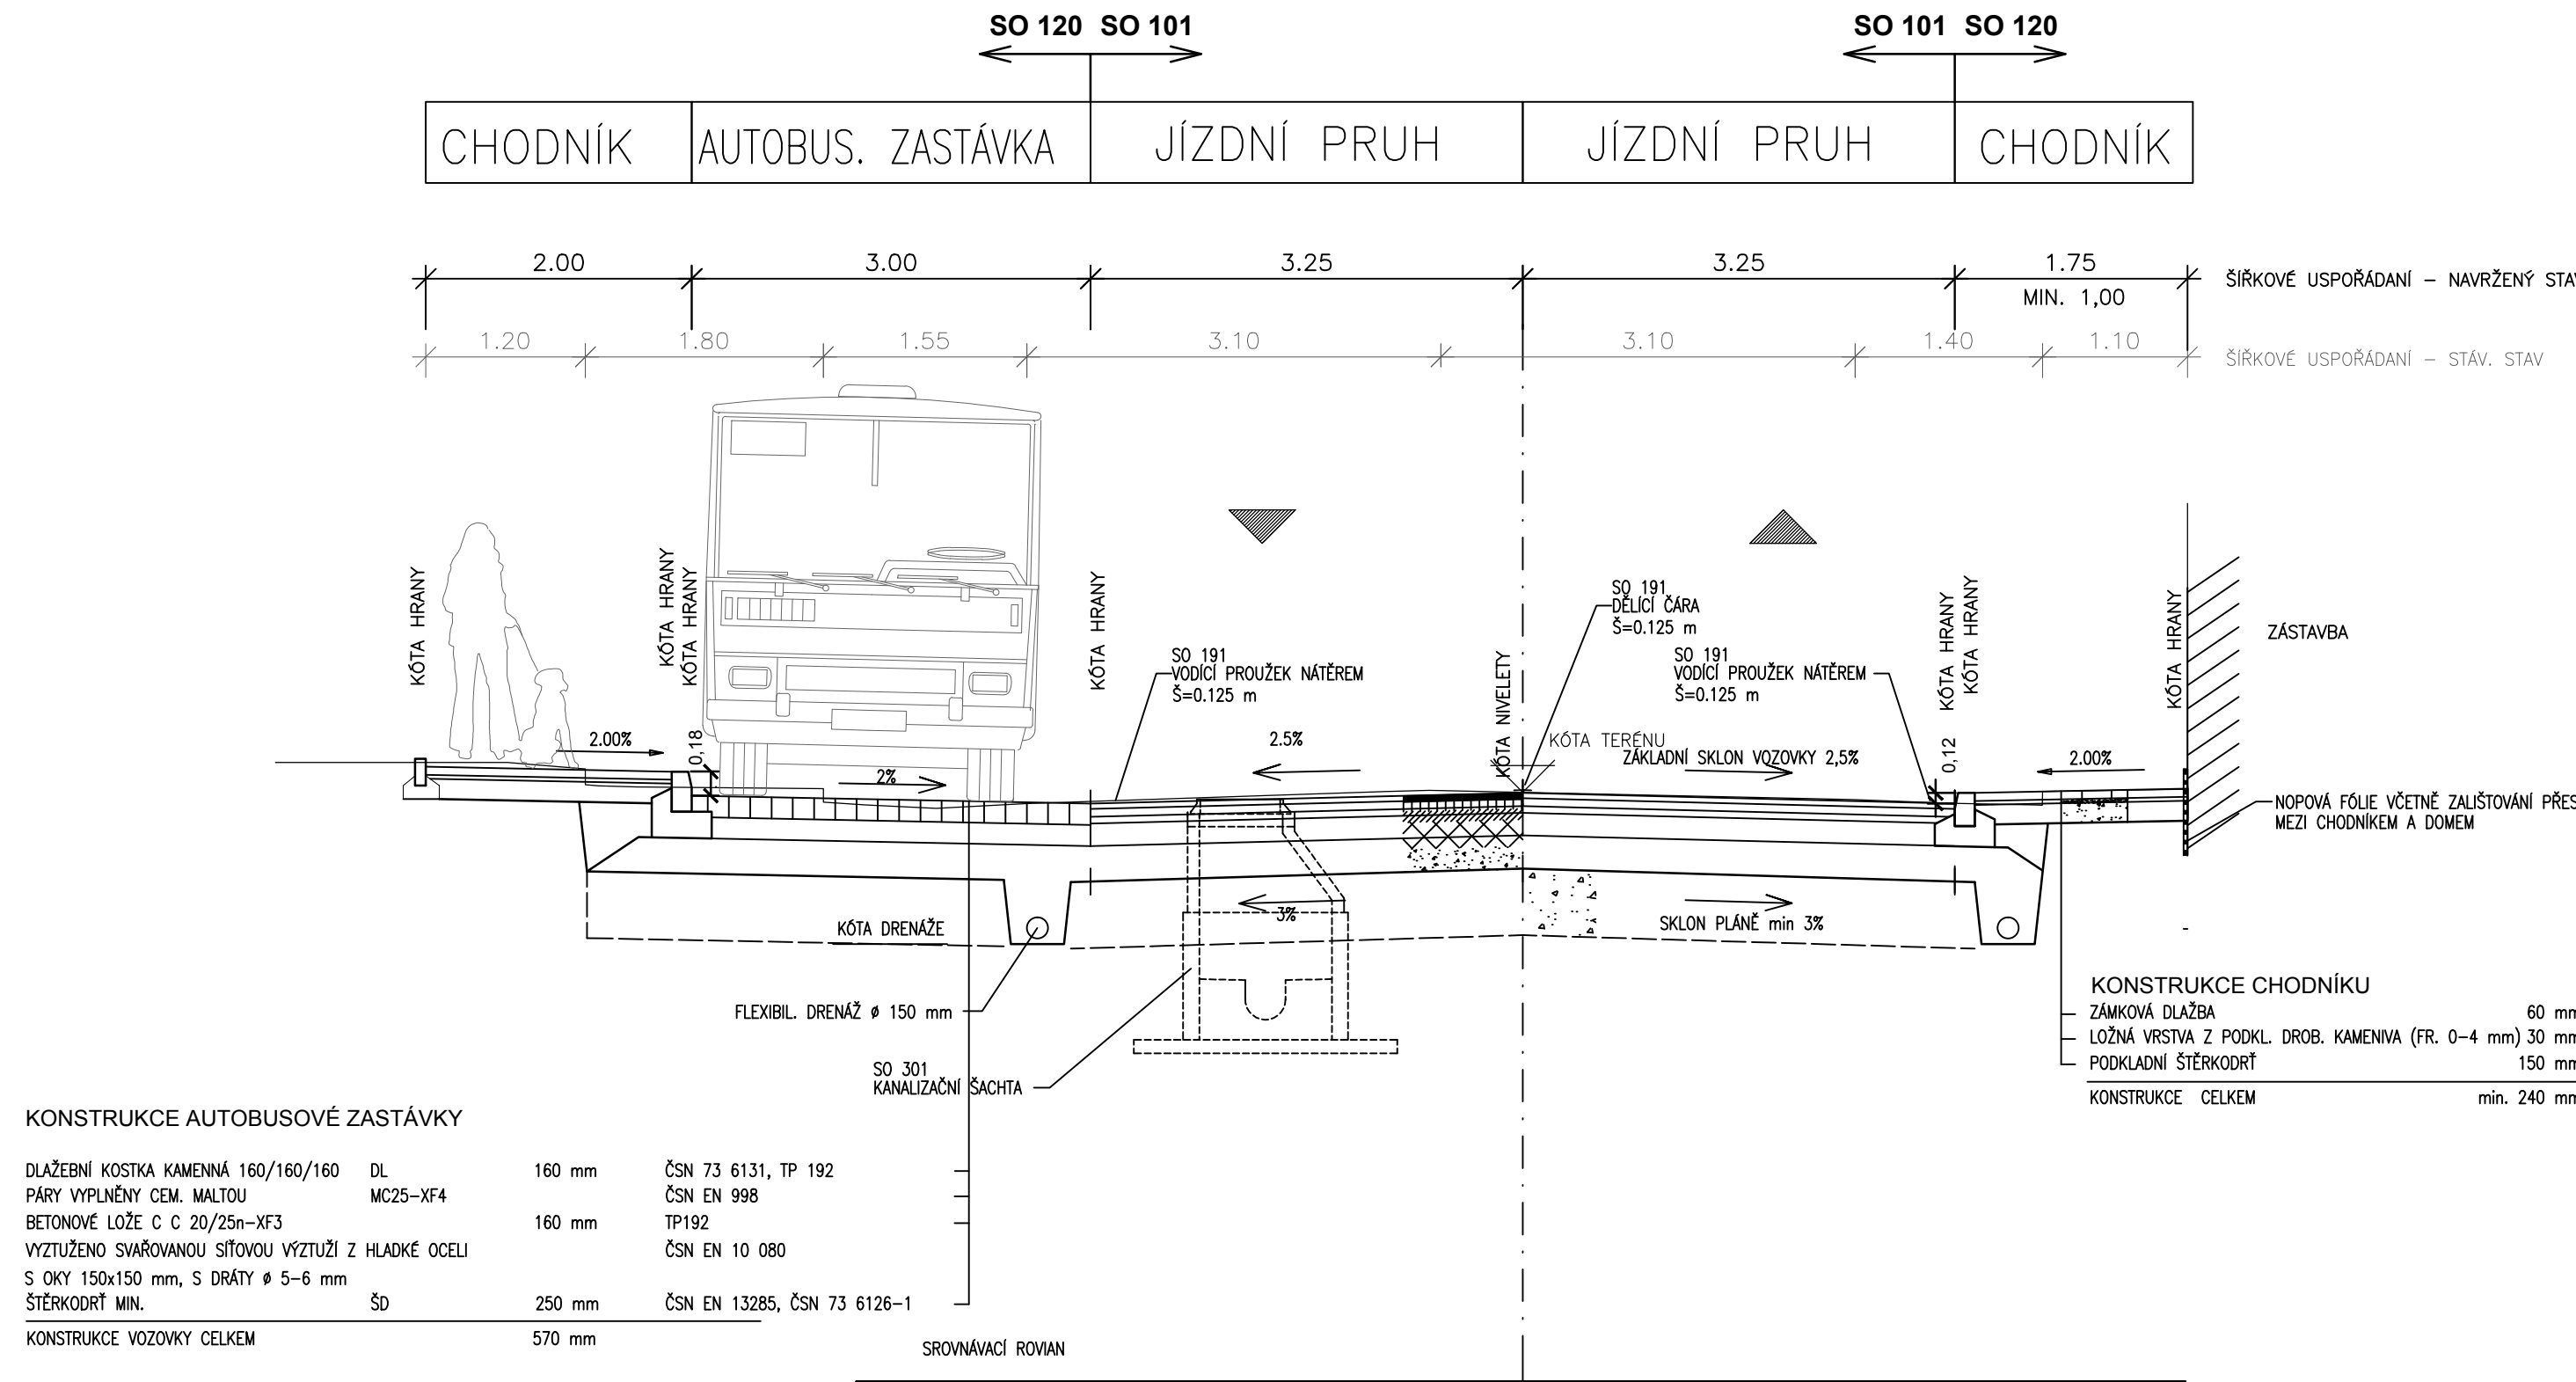 SO 120 SO 101
SO 101 SO 120
CHODNÍK AUTOBUS. ZASTÁVKA JÍZDNÍ PRUH JÍZDNÍ PRUH CHODNÍK
2.00 3.00 3.25 3.25 1.75
ŠÍŘKOVÉ USPOŘÁDANÍ – NAVRŽENÝ STAV
MIN. 1,00
1.20 1.80 1.55 3.10 3.10 1.40 1.10
ŠÍŘKOVÉ USPOŘÁDANÍ – STÁV. STAV
KÓTA HRANY
KÓTA HRANY
KÓTA HRANY
KÓTA HRANY
KÓTA NIVELETY
KÓTA HRANY
KÓTA HRANY
KÓTA HRANY
SO 191
DĚLÍCÍ ČÁRA
Š=0.125 m
ZÁSTAVBA
SO 191
VODÍCÍ PROUŽEK NÁTĚREM
Š=0.125 m
SO 191
VODÍCÍ PROUŽEK NÁTĚREM
Š=0.125 m
2.00%
0,18
2%
2.5%
KÓTA TERÉNU
ZÁKLADNÍ SKLON VOZOVKY 2,5%
0,12
2.00%
NOPOVÁ FÓLIE VČETNĚ ZALIŠTOVÁNÍ PŘES
MEZI CHODNÍKEM A DOMEM
KÓTA DRENÁŽE
3%
SKLON PLÁNĚ min 3%
FLEXIBIL. DRENÁŽ ø 150 mm
SO 301
KANALIZAČNÍ ŠACHTA
KONSTRUKCE CHODNÍKU
ZÁMKOVÁ DLAŽBA 60 mm
LOŽNÁ VRSTVA Z PODKL. DROB. KAMENIVA (FR. 0–4 mm) 30 mm
PODKLADNÍ ŠTĚRKODRŤ 150 mm
KONSTRUKCE CELKEM min. 240 mm
KONSTRUKCE AUTOBUSOVÉ ZASTÁVKY
DLAŽEBNÍ KOSTKA KAMENNÁ 160/160/160 DL 160 mm ČSN 73 6131, TP 192
PÁRY VYPLNĚNY CEM. MALTOU MC25–XF4 ČSN EN 998
BETONOVÉ LOŽE C C 20/25n–XF3 160 mm TP192
VYZTUŽENO SVAŘOVANOU SÍŤOVOU VÝZTUŽÍ Z HLADKÉ OCELI ČSN EN 10 080
S OKY 150x150 mm, S DRÁTY ø 5–6 mm
ŠTĚRKODRŤ MIN. ŠD 250 mm ČSN EN 13285, ČSN 73 6126–1
KONSTRUKCE VOZOVKY CELKEM 570 mm
SROVNÁVACÍ ROVIAN